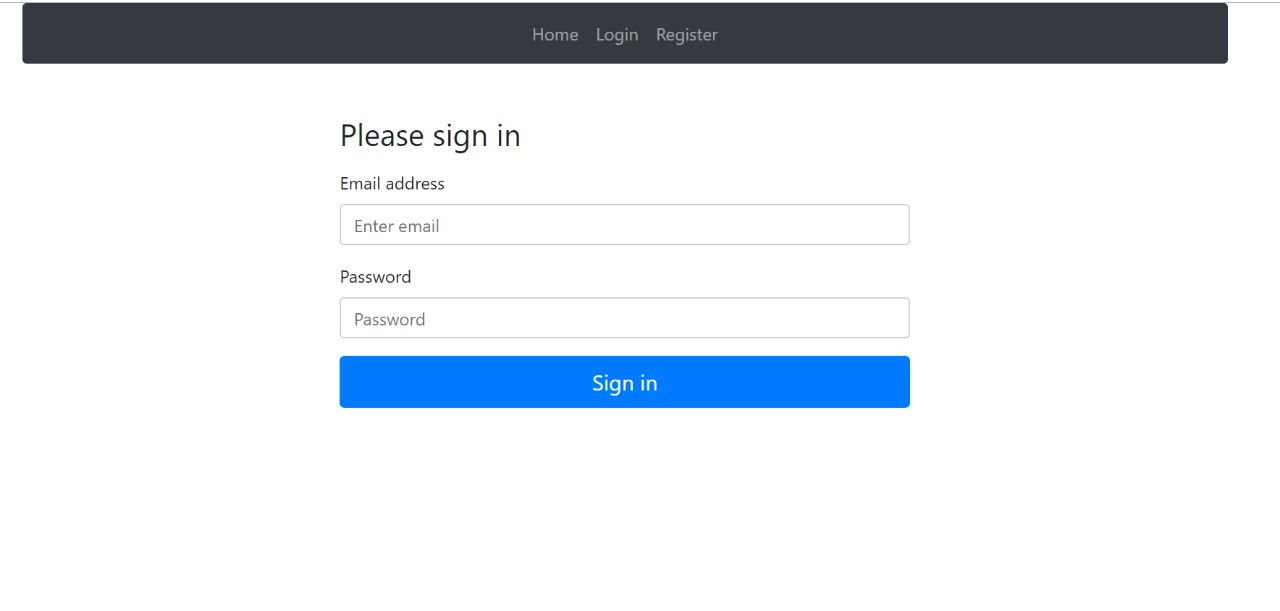 Home Login Register
Please sign in
Email address
Enter email
Password
Password
Sign in